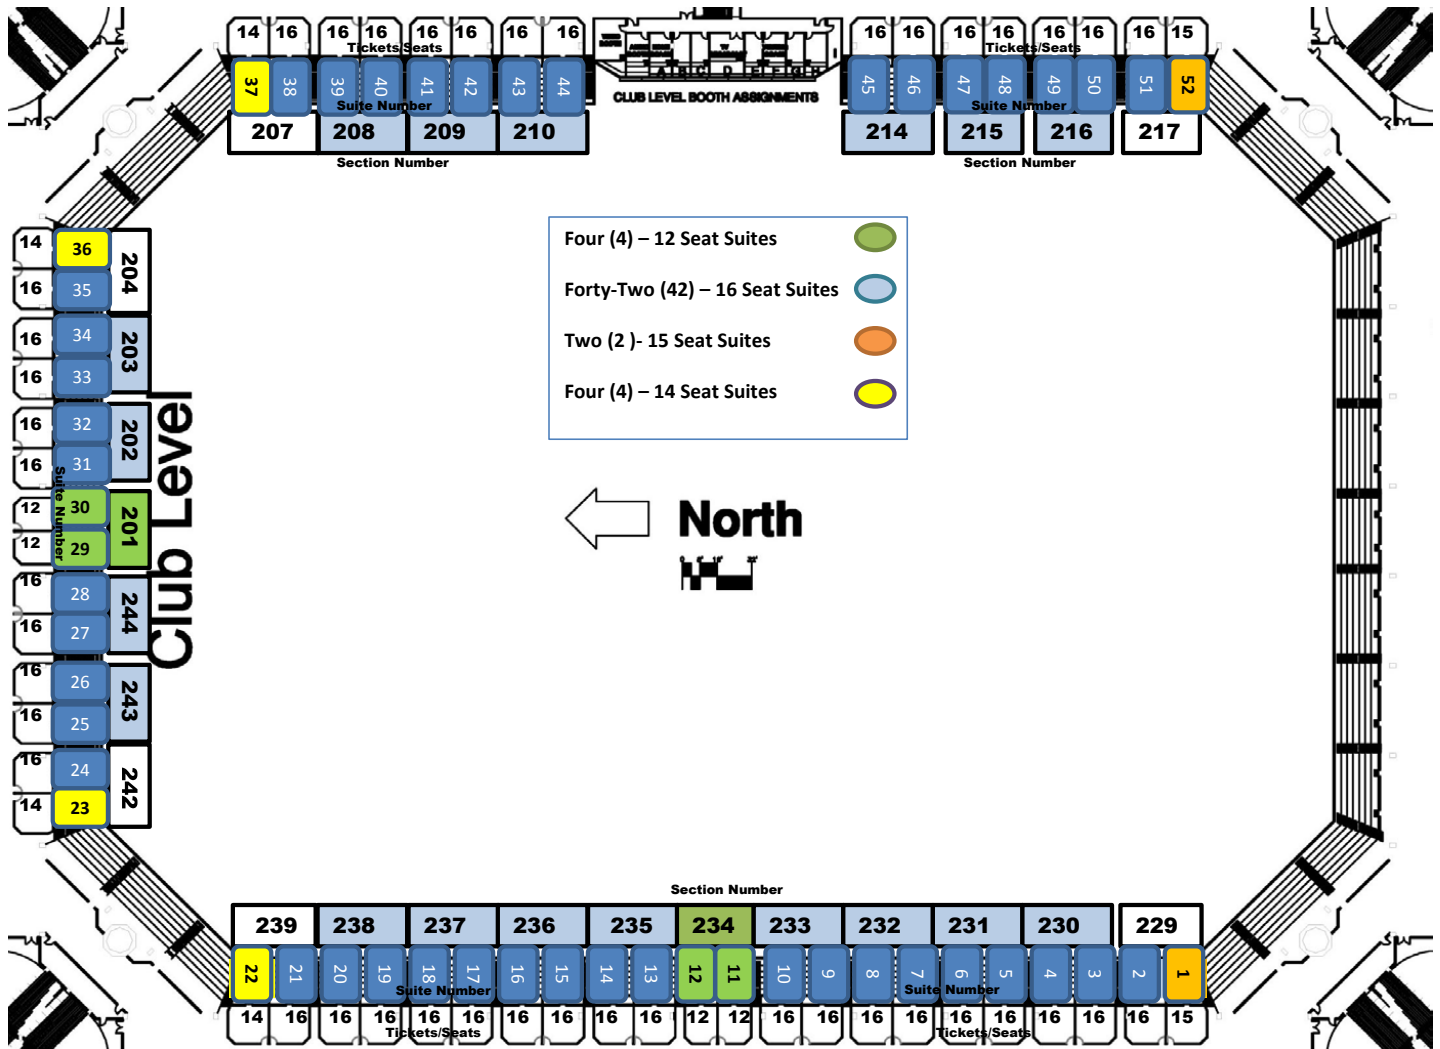 14 16 16 16 16 16 16 16
Tickets/Seats
37 38 39 40 41 42 43 44
Suite Number
207 208 209 210
Section Number
A B C D E F G H
CLUB LEVEL BOOTH ASSIGNMENTS
16 16 16 16 16 16 16 15
Tickets/Seats
45 46 47 48 49 50 51 52
Suite Number
214 215 216 217
Section Number
Four (4) – 12 Seat Suites
Forty-Two (42) – 16 Seat Suites
Two (2 )- 15 Seat Suites
Four (4) – 14 Seat Suites
14 36
16 35
204
16 34
16 33
203
16 32
16 31
202
12 30
12 29
201
16 28
16 27
244
16 26
16 25
243
16 24
14 23
242
Suite Number
Club Level
North
Section Number
239 238 237 236 235 234 233 232 231 230 229
22 21 20 19 18 17 16 15 14 13 12 11 10 9 8 7 6 5 4 3 2 1
Suite Number Suite Number
14 16 16 16 16 16 16 16 16 16 12 12 16 16 16 16 16 16 16 16 16 15
Tickets/Seats Tickets/Seats